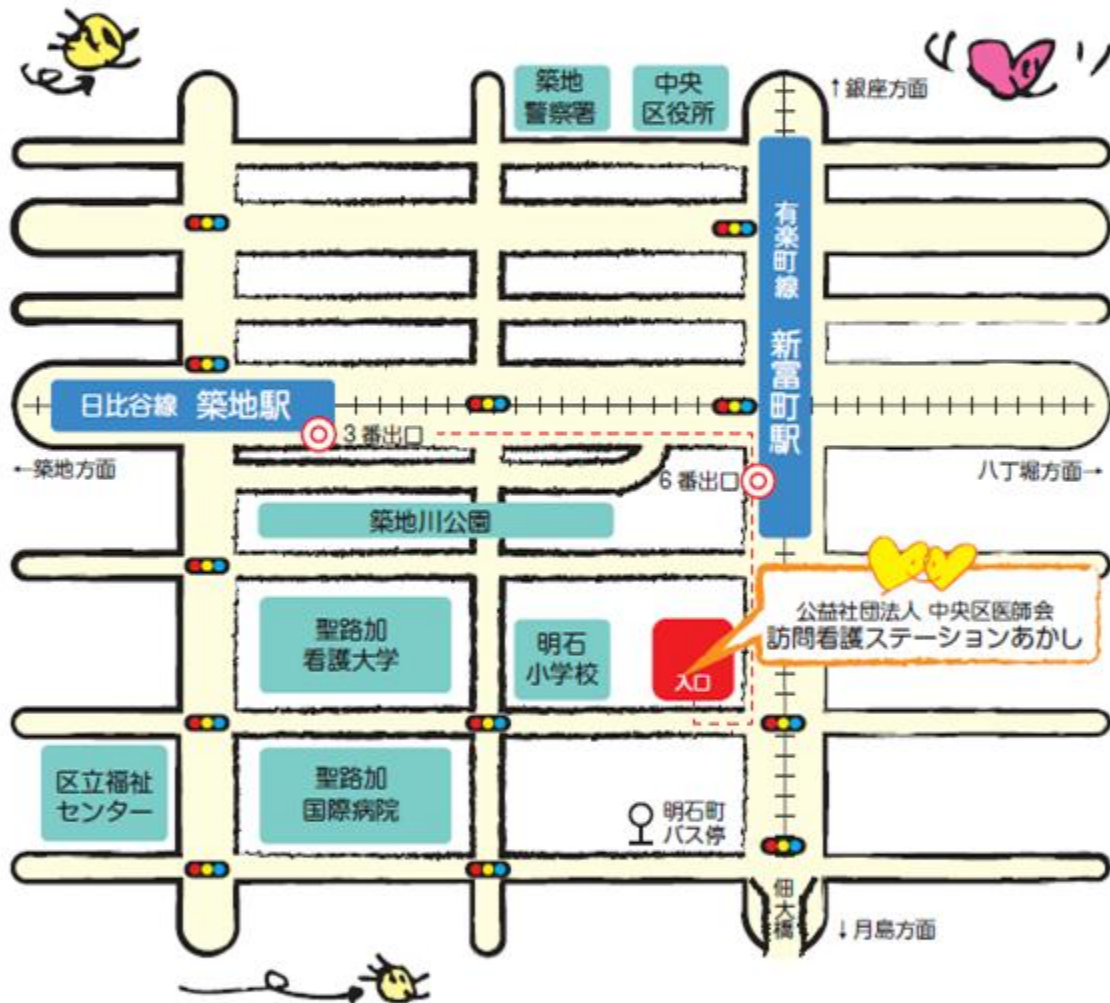 築地
警察署
中央
区役所
↑銀座方面
有楽町線 新富町駅
日比谷線 築地駅
3番出口
←築地方面
6番出口
八丁堀方面→
築地川公園
公益社団法人 中央区医師会
訪問看護ステーションあかし
聖路加
看護大学
明石
小学校
入口
区立福祉
センター
聖路加
国際病院
明石町
バス停
佃大橋
↓月島方面